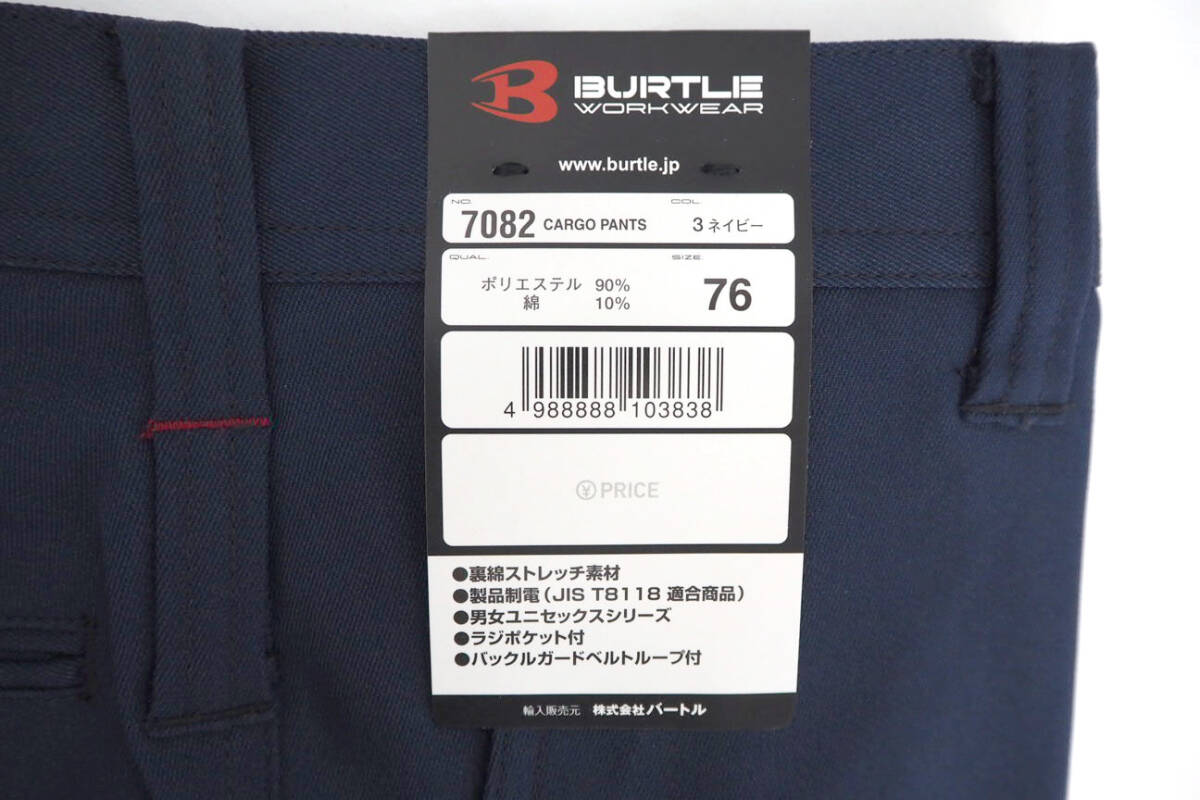 BURTLE
WORKWEAR
www.burtle.jp
NO. COL.
7082 CARGO PANTS 3 ネイビー
QUAL. SIZE
ポリエステル 90%
綿 10%
76
4 988888 103838
¥ PRICE
●裏綿ストレッチ素材
●製品制電(JIS T8118 適合商品)
●男女ユニセックスシリーズ
●ラジポケット付
●バックルガードベルトループ付
輸入販売元 株式会社バートル